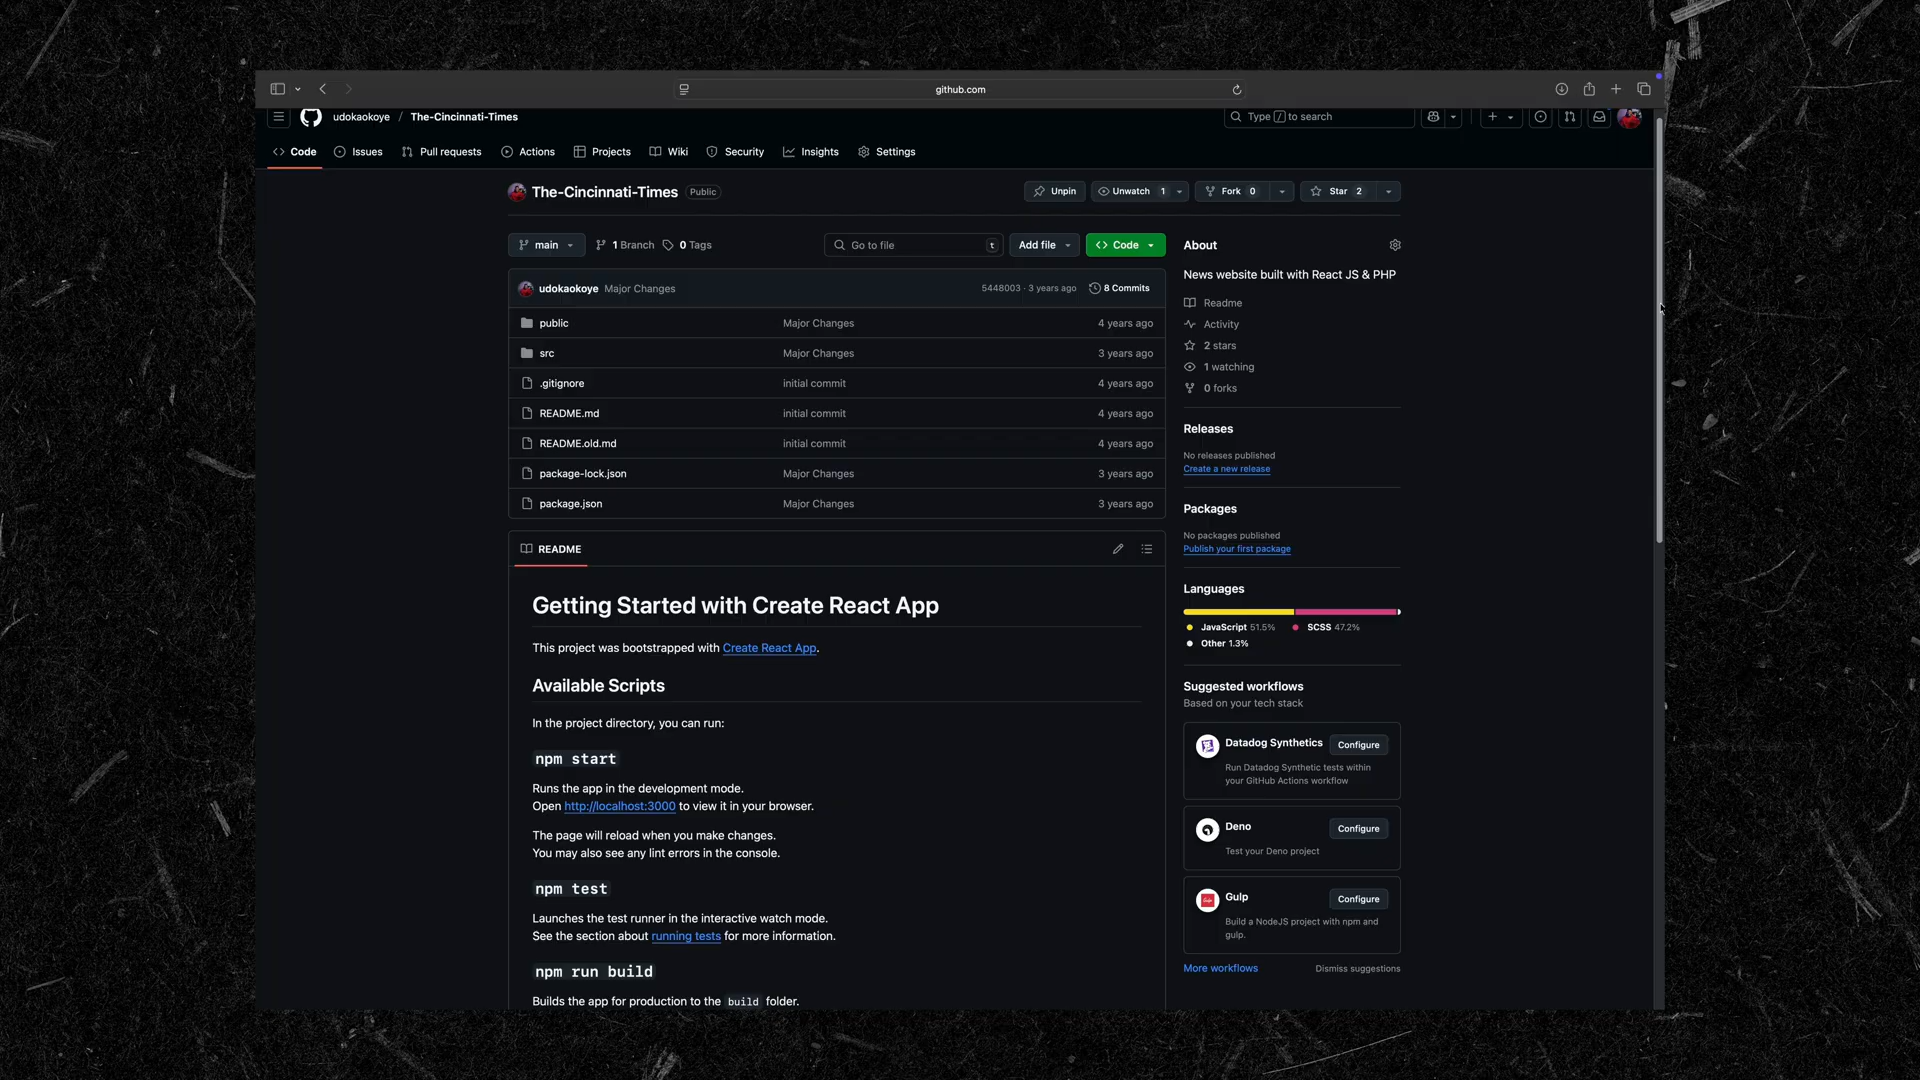 github.com
udokaokoye / The-Cincinnati-Times
Type / to search
Code Issues Pull requests Actions Projects Wiki Security Insights Settings
The-Cincinnati-Times Public
Unpin Unwatch 1 Fork 0 Star 2
main 1 Branch 0 Tags Go to file t Add file Code
udokaokoye Major Changes 5448003 · 3 years ago 8 Commits
public Major Changes 4 years ago
src Major Changes 3 years ago
.gitignore initial commit 4 years ago
README.md initial commit 4 years ago
README.old.md initial commit 4 years ago
package-lock.json Major Changes 3 years ago
package.json Major Changes 3 years ago
README
Getting Started with Create React App
This project was bootstrapped with Create React App.
Available Scripts
In the project directory, you can run:
npm start
Runs the app in the development mode.
Open http://localhost:3000 to view it in your browser.
The page will reload when you make changes.
You may also see any lint errors in the console.
npm test
Launches the test runner in the interactive watch mode.
See the section about running tests for more information.
npm run build
Builds the app for production to the build folder.
About
News website built with React JS & PHP
Readme
Activity
2 stars
1 watching
0 forks
Releases
No releases published
Create a new release
Packages
No packages published
Publish your first package
Languages
JavaScript 51.5% SCSS 47.2%
Other 1.3%
Suggested workflows
Based on your tech stack
Datadog Synthetics Configure
Run Datadog Synthetic tests within
your GitHub Actions workflow
Deno Configure
Test your Deno project
Gulp Configure
Build a NodeJS project with npm and
gulp.
More workflows Dismiss suggestions